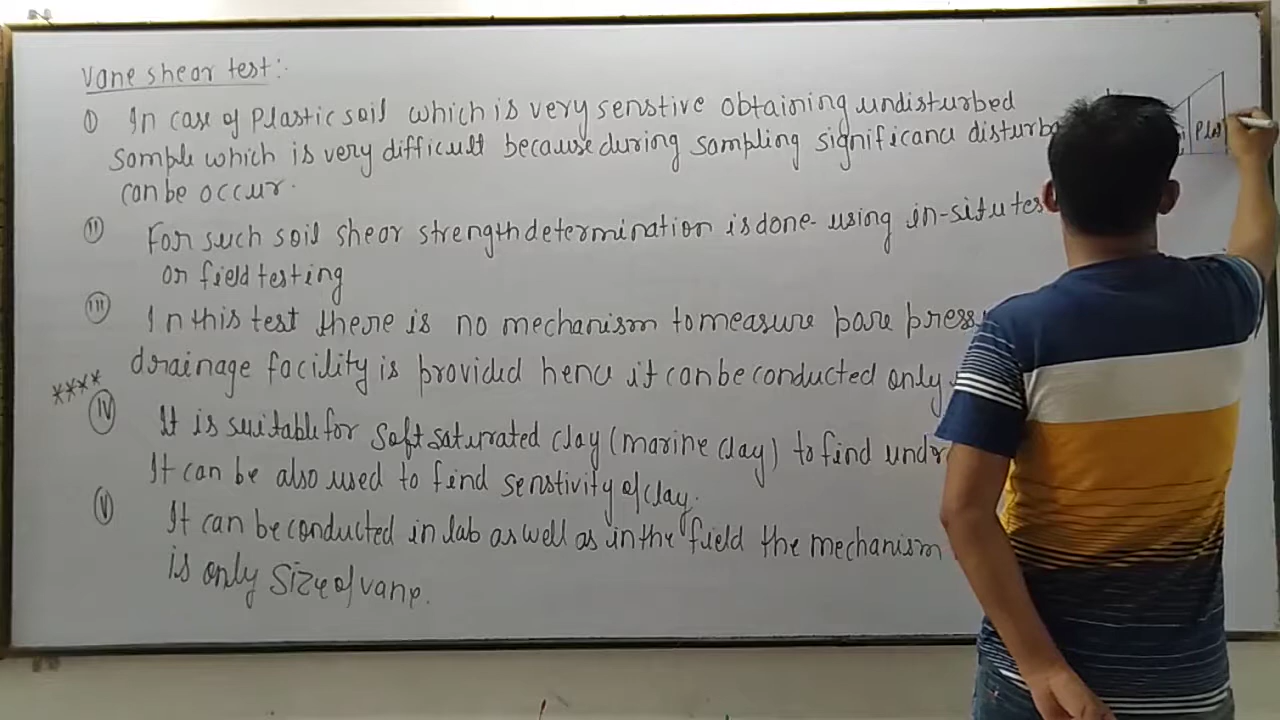 Vane shear test:-
(I) In case of plastic soil which is very senstive obtaining undisturbed
sample which is very difficult because during sampling significance disturba
can be occur.
(II) For such soil shear strength determination is done using in-situ tes
or field testing
(III) In this test there is no mechanism to measure pore press
drainage facility is provided hence it can be conducted only
****
(IV) It is suitable for Soft saturated clay (marine clay) to find undr
It can be also used to find senstivity of clay.
(V) It can be conducted in lab as well as in the field the mechanism
is only size of vane.